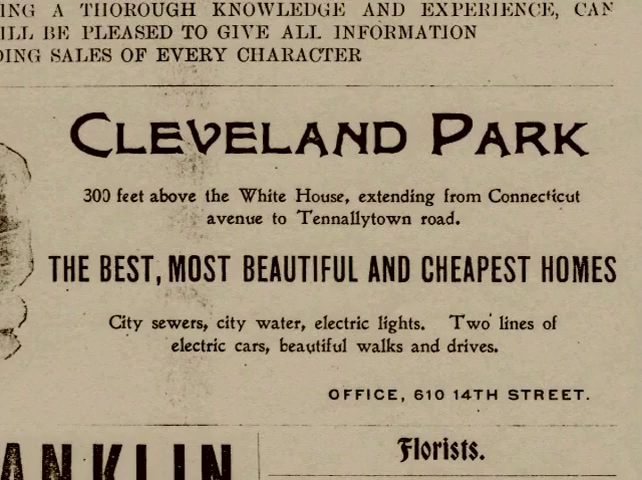 ING A THOROUGH KNOWLEDGE AND EXPERIENCE, CAN
ILL BE PLEASED TO GIVE ALL INFORMATION
DING SALES OF EVERY CHARACTER
CLEVELAND PARK
300 feet above the White House, extending from Connecticut
avenue to Tennallytown road.
THE BEST, MOST BEAUTIFUL AND CHEAPEST HOMES
City sewers, city water, electric lights. Two lines of
electric cars, beautiful walks and drives.
OFFICE, 610 14TH STREET.
ANKLIN
Florists.